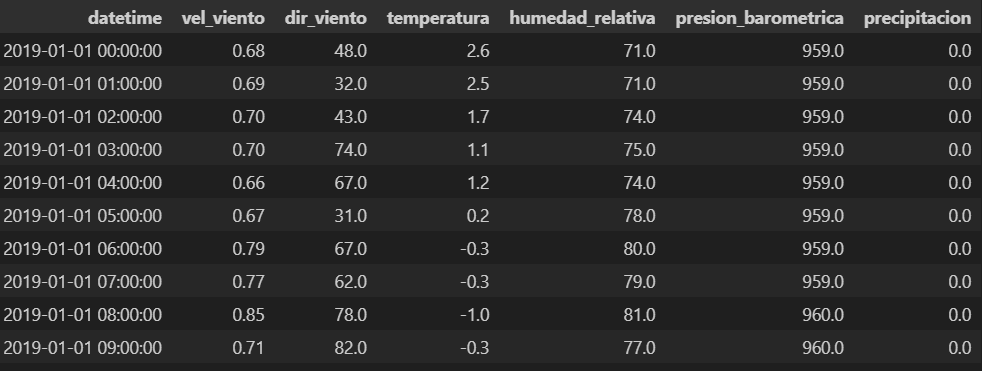 datetime vel_viento dir_viento temperatura humedad_relativa presion_barometrica precipitacion
2019-01-01 00:00:00 0.68 48.0 2.6 71.0 959.0 0.0
2019-01-01 01:00:00 0.69 32.0 2.5 71.0 959.0 0.0
2019-01-01 02:00:00 0.70 43.0 1.7 74.0 959.0 0.0
2019-01-01 03:00:00 0.70 74.0 1.1 75.0 959.0 0.0
2019-01-01 04:00:00 0.66 67.0 1.2 74.0 959.0 0.0
2019-01-01 05:00:00 0.67 31.0 0.2 78.0 959.0 0.0
2019-01-01 06:00:00 0.79 67.0 -0.3 80.0 959.0 0.0
2019-01-01 07:00:00 0.77 62.0 -0.3 79.0 959.0 0.0
2019-01-01 08:00:00 0.85 78.0 -1.0 81.0 960.0 0.0
2019-01-01 09:00:00 0.71 82.0 -0.3 77.0 960.0 0.0